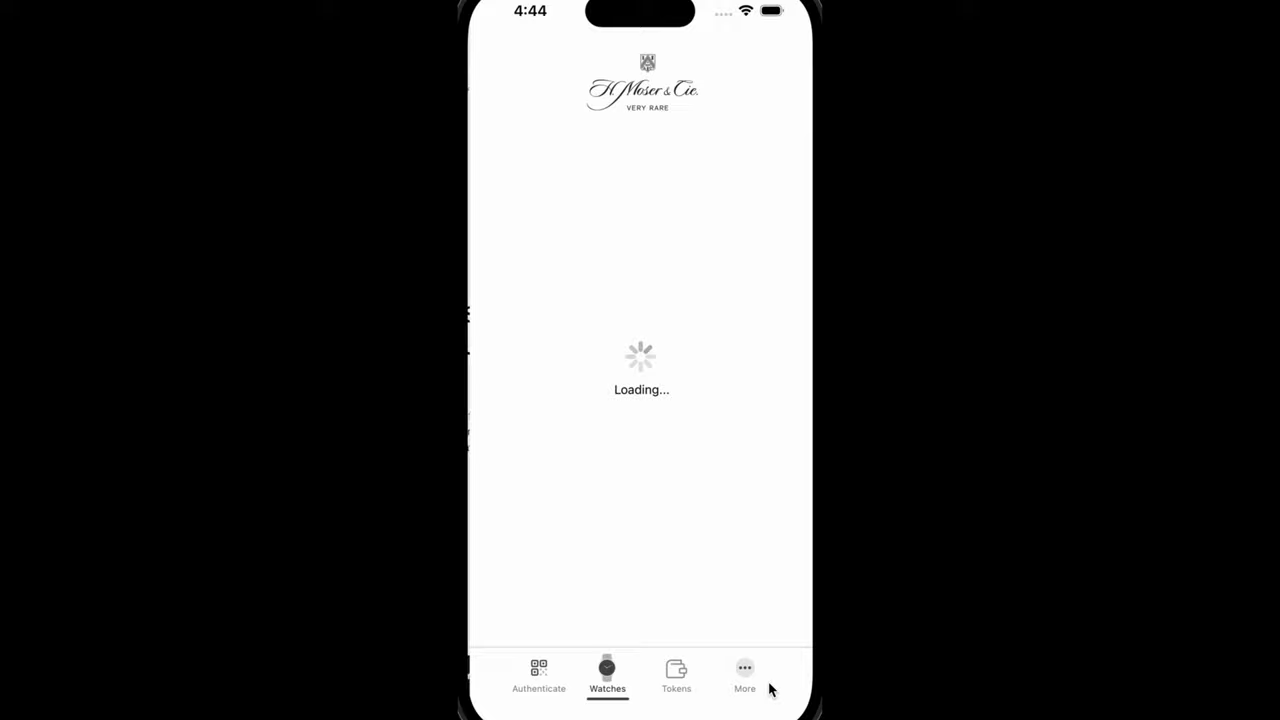 4:44
H. Moser & Cie.
VERY RARE
Loading...
Authenticate
Watches
Tokens
More